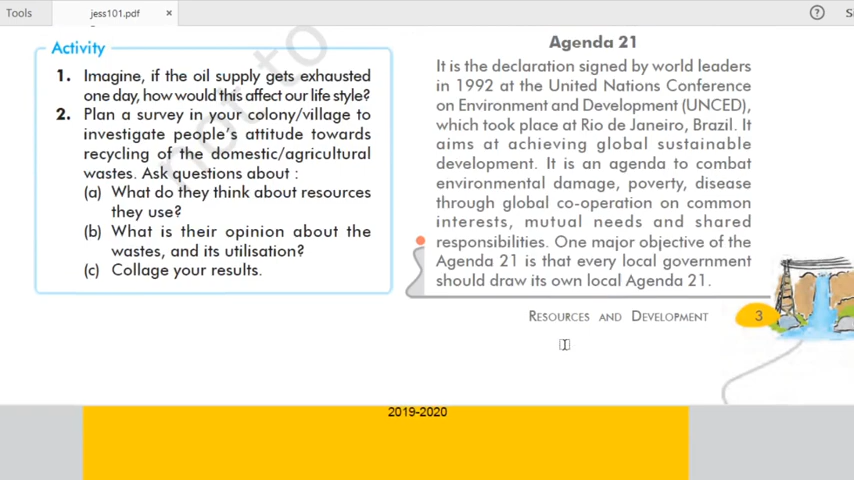 Tools
jess101.pdf
×
?
Activity
1. Imagine, if the oil supply gets exhausted
one day, how would this affect our life style?
2. Plan a survey in your colony/village to
investigate people's attitude towards
recycling of the domestic/agricultural
wastes. Ask questions about :
(a) What do they think about resources
they use?
(b) What is their opinion about the
wastes, and its utilisation?
(c) Collage your results.
not to
Agenda 21
It is the declaration signed by world leaders
in 1992 at the United Nations Conference
on Environment and Development (UNCED),
which took place at Rio de Janeiro, Brazil. It
aims at achieving global sustainable
development. It is an agenda to combat
environmental damage, poverty, disease
through global co-operation on common
interests, mutual needs and shared
responsibilities. One major objective of the
Agenda 21 is that every local government
should draw its own local Agenda 21.
RESOURCES AND DEVELOPMENT 3
2019-2020